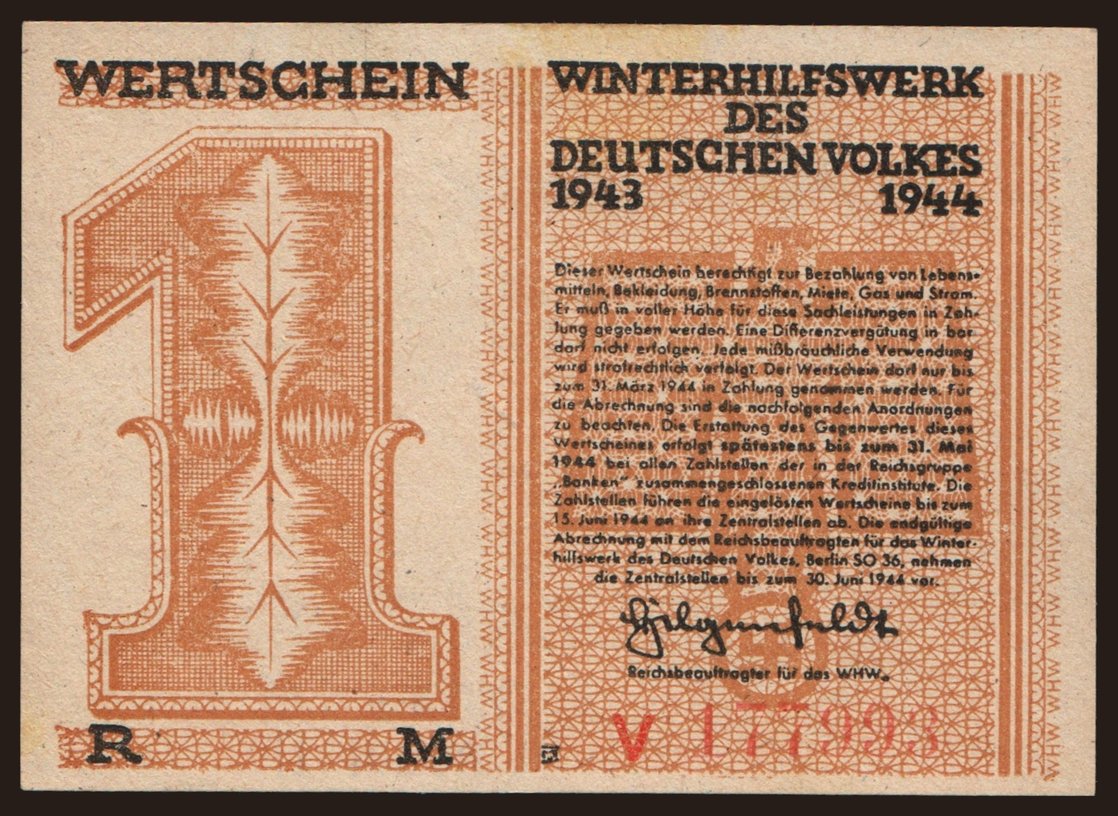 WERTSCHEIN
1
R M
WINTERHILFSWERK
DES
DEUTSCHEN VOLKES
1943 1944
Dieser Wertschein berechtigt zur Bezahlung von Lebens-
mitteln, Bekleidung, Brennstoffen, Miete, Gas und Strom.
Er muß in voller Höhe für diese Sachleistungen in Zah-
lung gegeben werden. Eine Differenzvergütung in bar
darf nicht erfolgen. Jede mißbräuchliche Verwendung
wird strafrechtlich verfolgt. Der Wertschein darf nur bis
zum 31. März 1944 in Zahlung genommen werden. Für
die Abrechnung sind die nachfolgenden Anordnungen
zu beachten. Die Erstattung des Gegenwertes dieses
Wertscheines erfolgt spätestens bis zum 31. Mai
1944 bei allen Zahlstellen der in der Reichsgruppe
„Banken" zusammengeschlossenen Kreditinstitute. Die
Zahlstellen führen die eingelösten Wertscheine bis zum
15. Juni 1944 an ihre Zentralstellen ab. Die endgültige
Abrechnung mit dem Reichsbeauftragten für das Winter-
hilfswerk des Deutschen Volkes, Berlin SO 36, nehmen
die Zentralstellen bis zum 30. Juni 1944 vor.
Hilgenfeldt
Reichsbeauftragter für das WHW.
V 177993